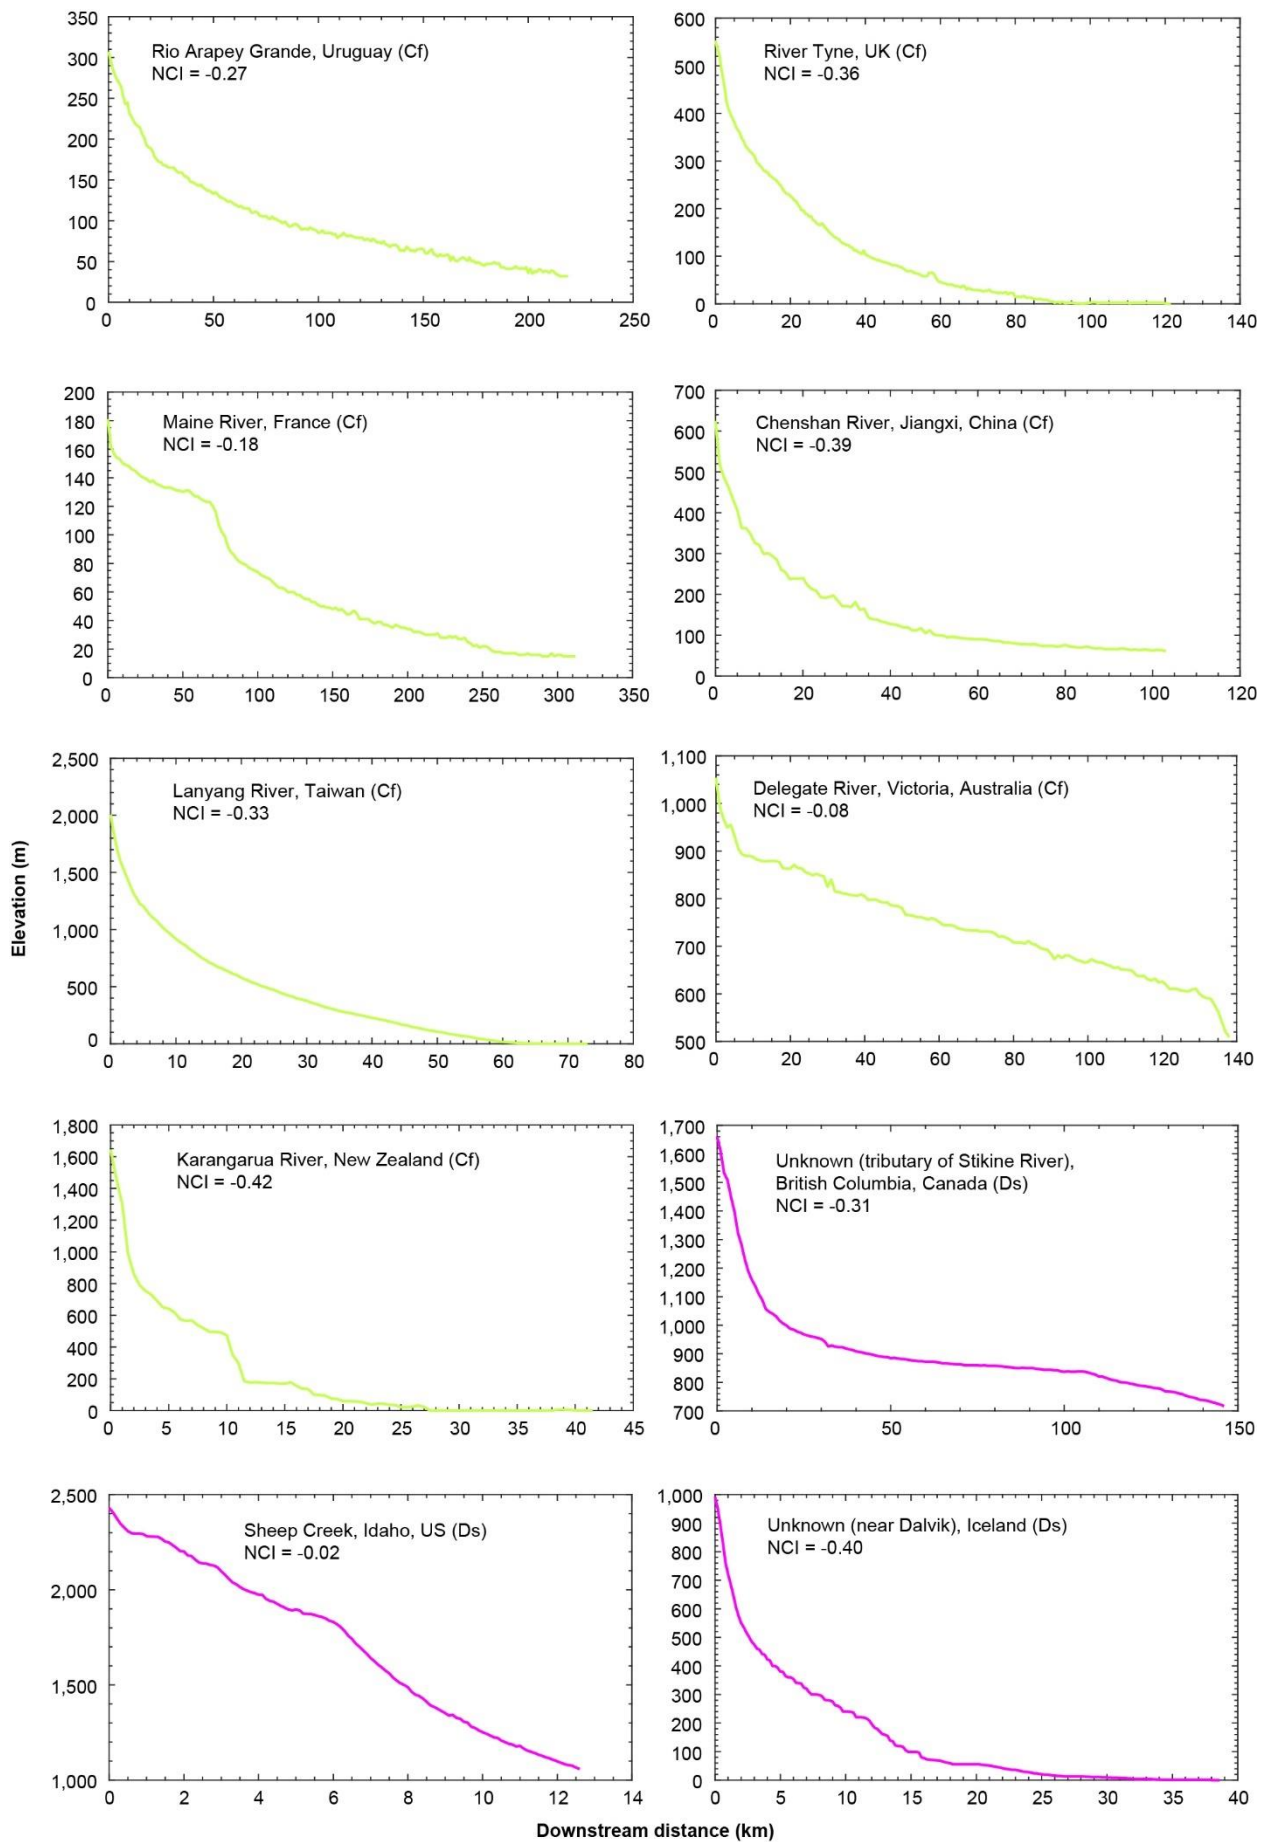 350
300
250
200
150
100
50
0
Rio Arapey Grande, Uruguay (Cf)
NCI = -0.27
0 50 100 150 200 250
600
500
400
300
200
100
0
River Tyne, UK (Cf)
NCI = -0.36
0 20 40 60 80 100 120 140
200
180
160
140
120
100
80
60
40
20
0
Maine River, France (Cf)
NCI = -0.18
0 50 100 150 200 250 300 350
700
600
500
400
300
200
100
0
Chenshan River, Jiangxi, China (Cf)
NCI = -0.39
0 20 40 60 80 100 120
Elevation (m)
2,500
2,000
1,500
1,000
500
0
Lanyang River, Taiwan (Cf)
NCI = -0.33
0 10 20 30 40 50 60 70 80
1,100
1,000
900
800
700
600
500
Delegate River, Victoria, Australia (Cf)
NCI = -0.08
0 20 40 60 80 100 120 140
1,800
1,600
1,400
1,200
1,000
800
600
400
200
0
Karangarua River, New Zealand (Cf)
NCI = -0.42
0 5 10 15 20 25 30 35 40 45
1,700
1,600
1,500
1,400
1,300
1,200
1,100
1,000
900
800
700
Unknown (tributary of Stikine River),
British Columbia, Canada (Ds)
NCI = -0.31
0 50 100 150
2,500
2,000
1,500
1,000
Sheep Creek, Idaho, US (Ds)
NCI = -0.02
0 2 4 6 8 10 12 14
1,000
900
800
700
600
500
400
300
200
100
0
Unknown (near Dalvik), Iceland (Ds)
NCI = -0.40
0 5 10 15 20 25 30 35 40
Downstream distance (km)